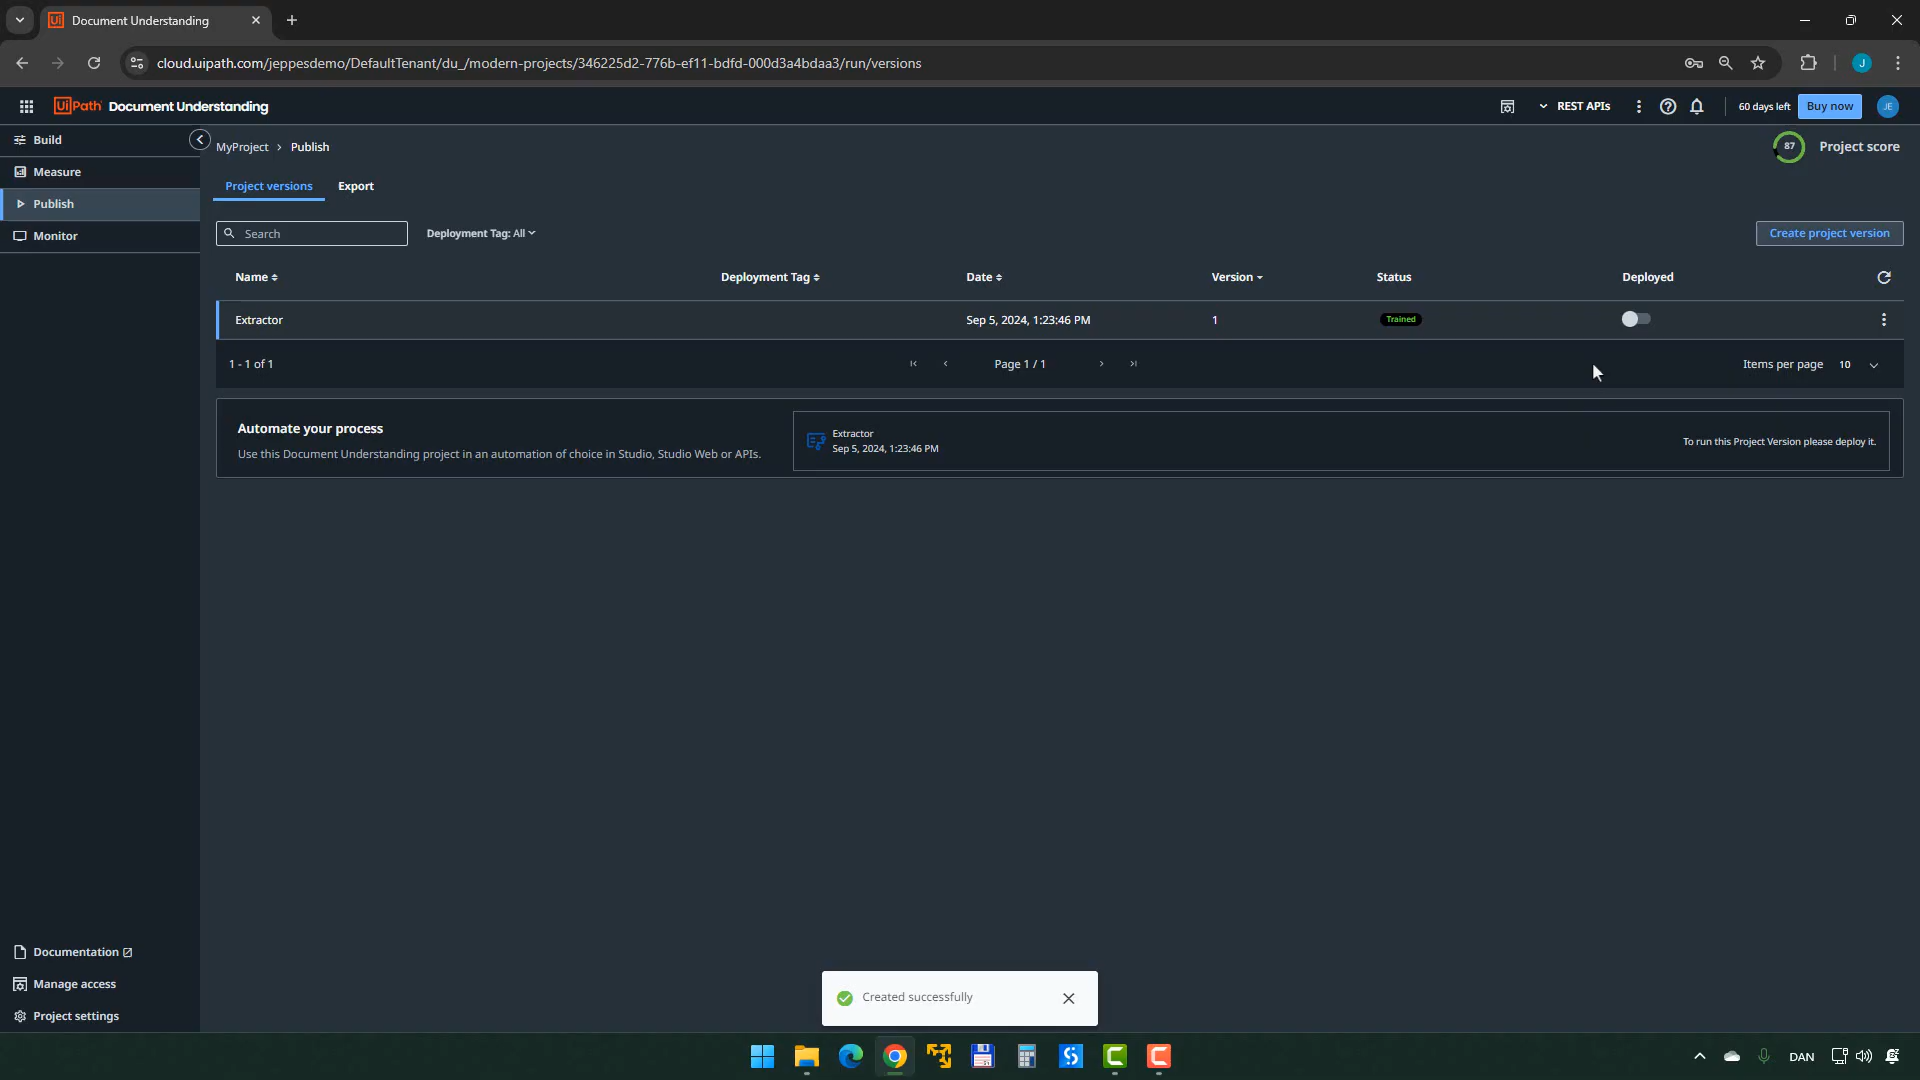 Document Understanding
cloud.uipath.com/jeppesdemo/DefaultTenant/du_/modern-projects/346225d2-776b-ef11-bdfd-000d3a4bdaa3/run/versions
J
UiPath Document Understanding
REST APIs
60 days left
Buy now
JE
Build
Measure
Publish
Monitor
MyProject > Publish
87
Project score
Project versions
Export
Search
Deployment Tag: All
Create project version
Name
Deployment Tag
Date
Version
Status
Deployed
Extractor
Sep 5, 2024, 1:23:46 PM
1
Trained
1 - 1 of 1
Page 1 / 1
Items per page
10
Automate your process
Use this Document Understanding project in an automation of choice in Studio, Studio Web or APIs.
Extractor
Sep 5, 2024, 1:23:46 PM
To run this Project Version please deploy it.
Documentation
Manage access
Project settings
Created successfully
DAN